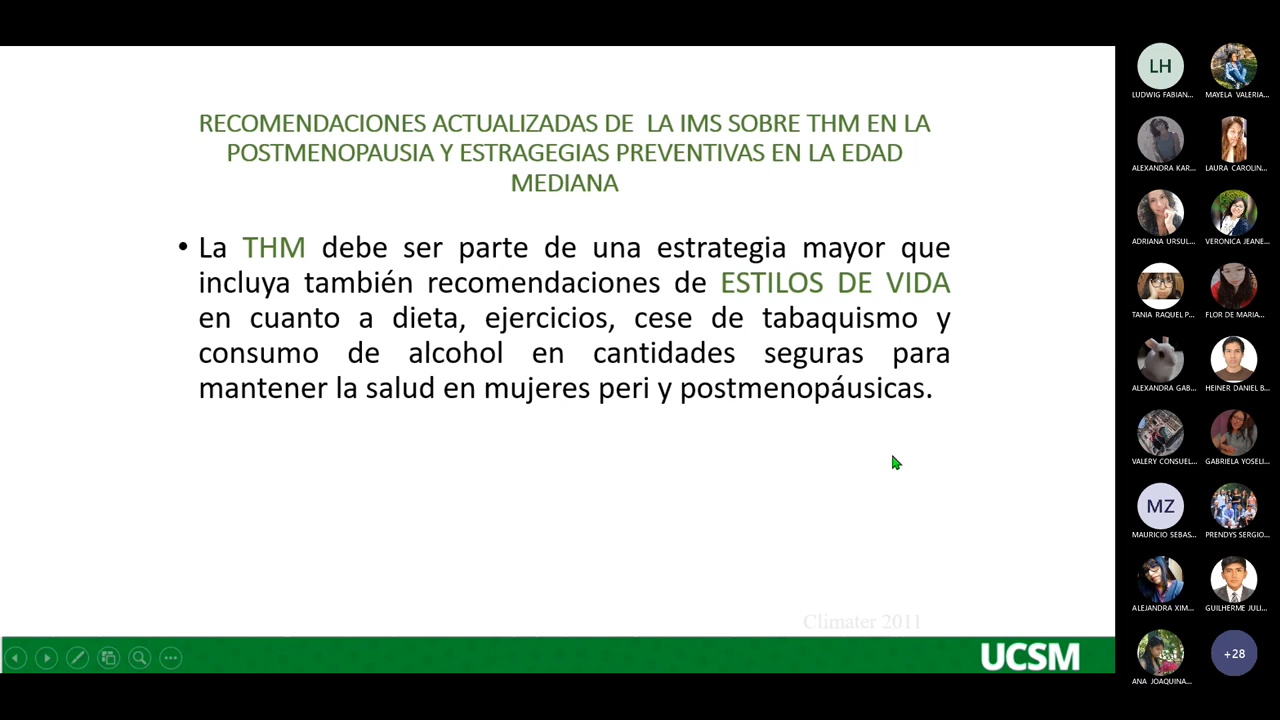 RECOMENDACIONES ACTUALIZADAS DE LA IMS SOBRE THM EN LA
POSTMENOPAUSIA Y ESTRAGEGIAS PREVENTIVAS EN LA EDAD
MEDIANA
• La THM debe ser parte de una estrategia mayor que
incluya también recomendaciones de ESTILOS DE VIDA
en cuanto a dieta, ejercicios, cese de tabaquismo y
consumo de alcohol en cantidades seguras para
mantener la salud en mujeres peri y postmenopáusicas.
Climater 2011
UCSM
LH
LUDWIG FABIAN...
MAYELA VALERIA...
ALEXANDRA KAR...
LAURA CAROLIN...
ADRIANA URSUL...
VERONICA JEANE...
TANIA RAQUEL P...
FLOR DE MARIA...
ALEXANDRA GAB...
HEINER DANIEL B...
VALERY CONSUEL...
GABRIELA YOSELI...
MZ
MAURICIO SEBAS...
PRENDYS SERGIO...
ALEJANDRA XIM...
GUILHERME JULI...
ANA JOAQUINA...
+28